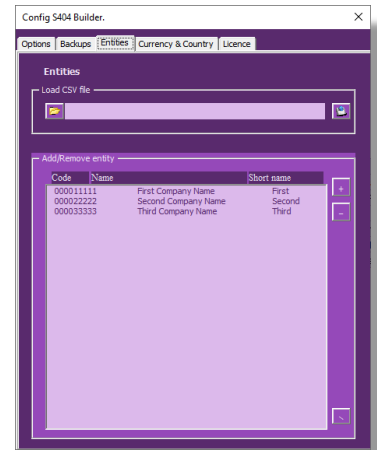 Config S404 Builder.
Options Backups Entities Currency & Country Licence
Entities
Load CSV file
Add/Remove entity
Code Name Short name
000011111 First Company Name First
000022222 Second Company Name Second
000033333 Third Company Name Third
+
-